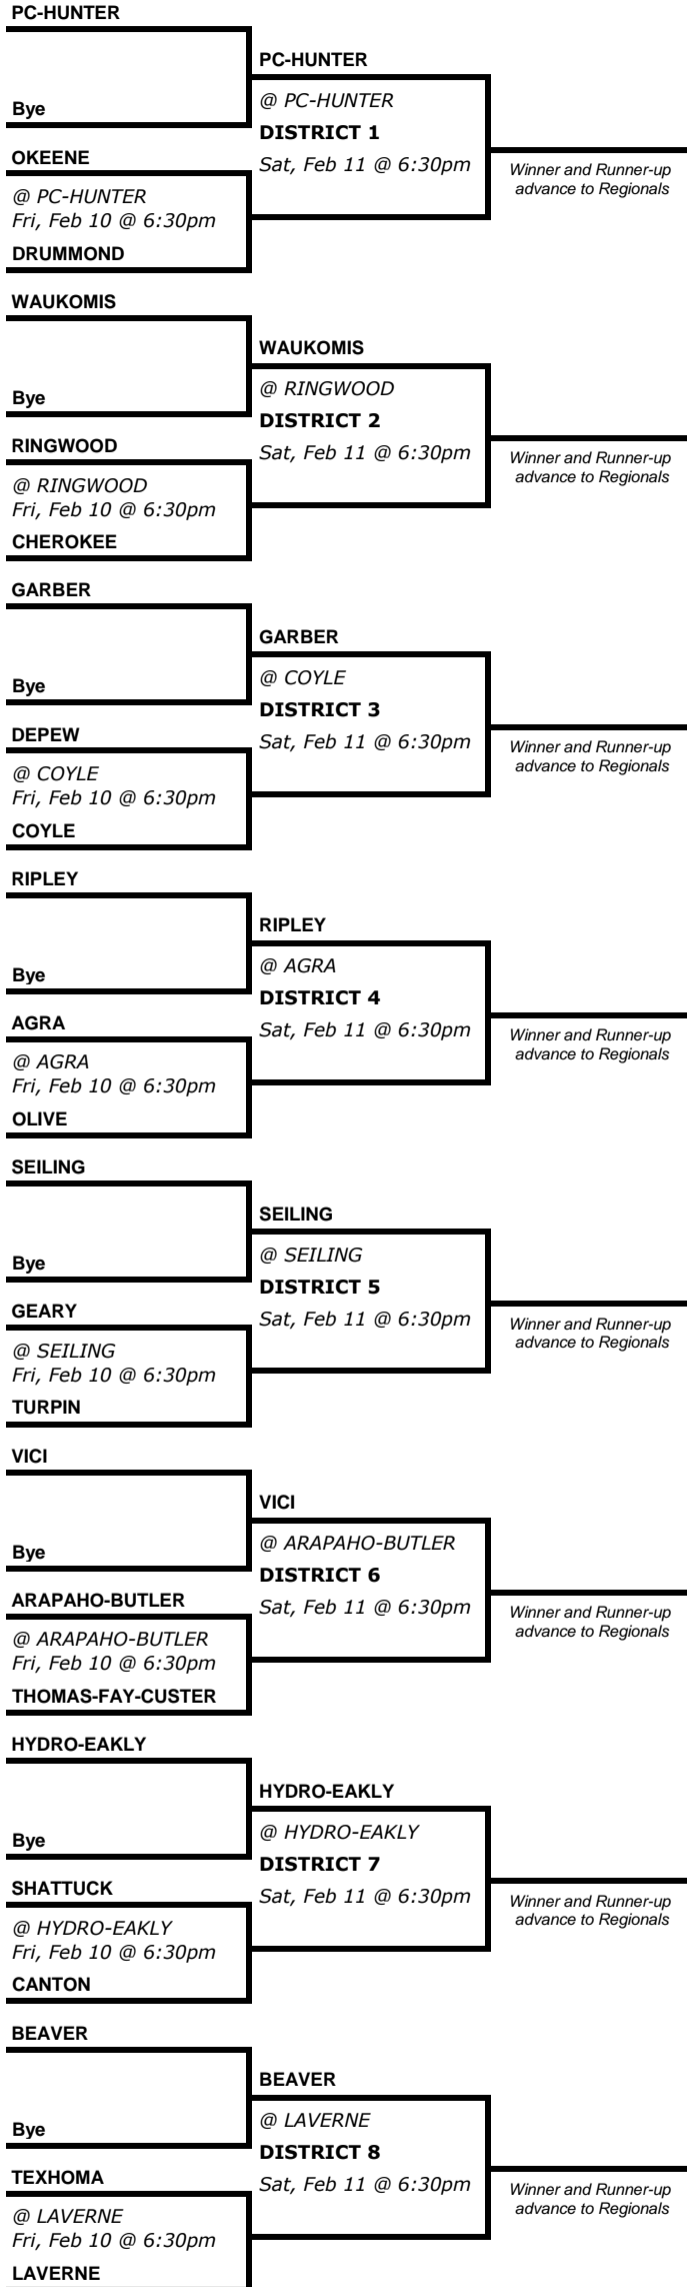 PC-HUNTER
PC-HUNTER
Bye
@ PC-HUNTER
DISTRICT 1
OKEENE
Sat, Feb 11 @ 6:30pm
Winner and Runner-up
advance to Regionals
@ PC-HUNTER
Fri, Feb 10 @ 6:30pm
DRUMMOND
WAUKOMIS
WAUKOMIS
Bye
@ RINGWOOD
DISTRICT 2
RINGWOOD
Sat, Feb 11 @ 6:30pm
Winner and Runner-up
advance to Regionals
@ RINGWOOD
Fri, Feb 10 @ 6:30pm
CHEROKEE
GARBER
GARBER
Bye
@ COYLE
DISTRICT 3
DEPEW
Sat, Feb 11 @ 6:30pm
Winner and Runner-up
advance to Regionals
@ COYLE
Fri, Feb 10 @ 6:30pm
COYLE
RIPLEY
RIPLEY
Bye
@ AGRA
DISTRICT 4
AGRA
Sat, Feb 11 @ 6:30pm
Winner and Runner-up
advance to Regionals
@ AGRA
Fri, Feb 10 @ 6:30pm
OLIVE
SEILING
SEILING
Bye
@ SEILING
DISTRICT 5
GEARY
Sat, Feb 11 @ 6:30pm
Winner and Runner-up
advance to Regionals
@ SEILING
Fri, Feb 10 @ 6:30pm
TURPIN
VICI
VICI
Bye
@ ARAPAHO-BUTLER
DISTRICT 6
ARAPAHO-BUTLER
Sat, Feb 11 @ 6:30pm
Winner and Runner-up
advance to Regionals
@ ARAPAHO-BUTLER
Fri, Feb 10 @ 6:30pm
THOMAS-FAY-CUSTER
HYDRO-EAKLY
HYDRO-EAKLY
Bye
@ HYDRO-EAKLY
DISTRICT 7
SHATTUCK
Sat, Feb 11 @ 6:30pm
Winner and Runner-up
advance to Regionals
@ HYDRO-EAKLY
Fri, Feb 10 @ 6:30pm
CANTON
BEAVER
BEAVER
Bye
@ LAVERNE
DISTRICT 8
TEXHOMA
Sat, Feb 11 @ 6:30pm
Winner and Runner-up
advance to Regionals
@ LAVERNE
Fri, Feb 10 @ 6:30pm
LAVERNE